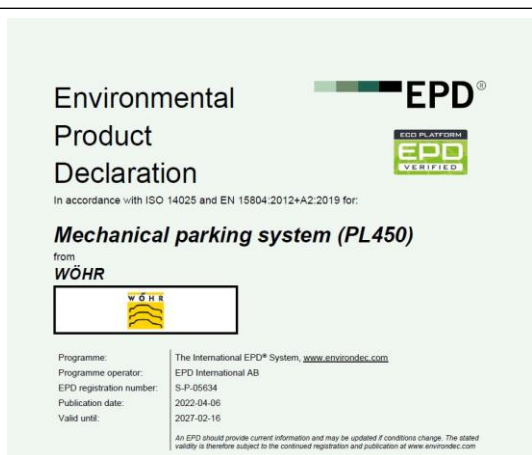 Environmental
Product
Declaration
EPD®
ECO PLATFORM
EPD
VERIFIED
In accordance with ISO 14025 and EN 15804:2012+A2:2019 for:
Mechanical parking system (PL450)
from
WÖHR
WÖHR
Programme: The International EPD® System, www.environdec.com
Programme operator: EPD International AB
EPD registration number: S-P-05634
Publication date: 2022-04-06
Valid until: 2027-02-16
An EPD should provide current information and may be updated if conditions change. The stated
validity is therefore subject to the continued registration and publication at www.environdec.com